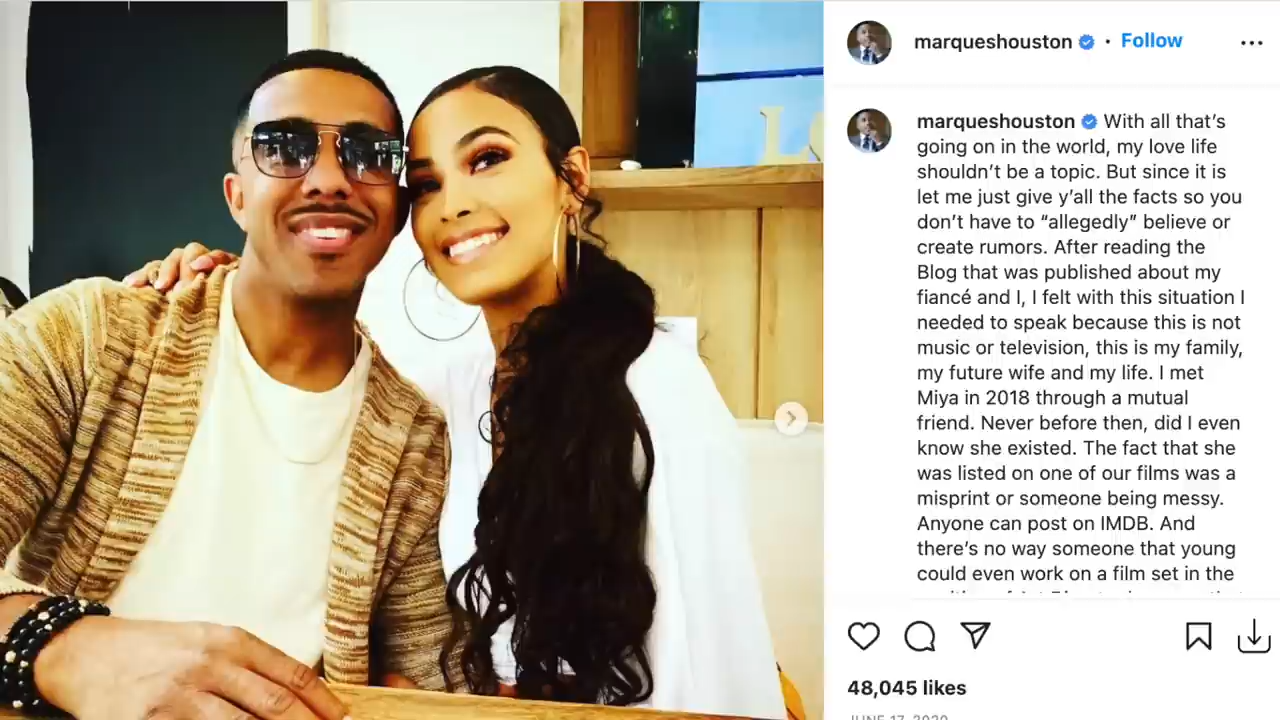 marqueshouston • Follow
marqueshouston With all that's
going on in the world, my love life
shouldn't be a topic. But since it is
let me just give y'all the facts so you
don't have to “allegedly” believe or
create rumors. After reading the
Blog that was published about my
fiancé and I, I felt with this situation I
needed to speak because this is not
music or television, this is my family,
my future wife and my life. I met
Miya in 2018 through a mutual
friend. Never before then, did I even
know she existed. The fact that she
was listed on one of our films was a
misprint or someone being messy.
Anyone can post on IMDB. And
there's no way someone that young
could even work on a film set in the
48,045 likes
JUNE 17, 2020